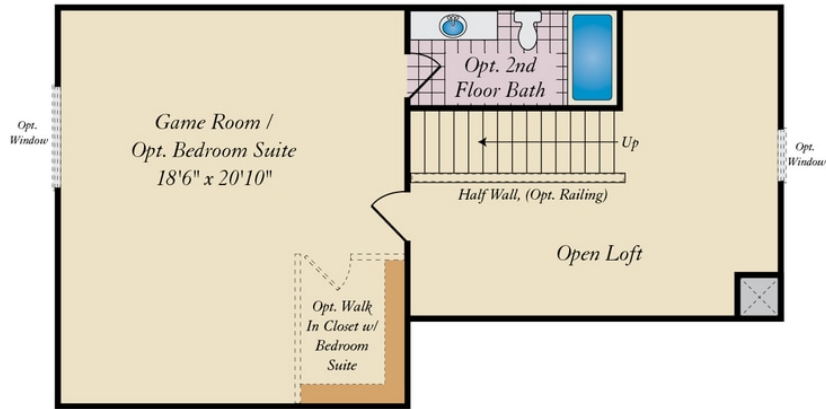 Opt. 2nd
Floor Bath
Opt.
Window
Game Room /
Opt. Bedroom Suite
18'6" x 20'10"
Up
Opt.
Window
Half Wall, (Opt. Railing)
Open Loft
Opt. Walk
In Closet w/
Bedroom
Suite